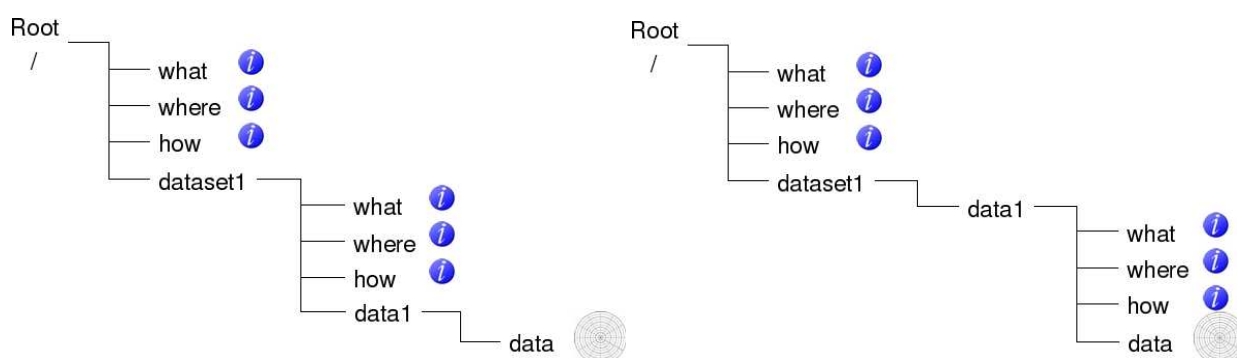 Root
/
what i
where i
how i
dataset1
what i
where i
how i
data1
data
Root
/
what i
where i
how i
dataset1
data1
what i
where i
how i
data